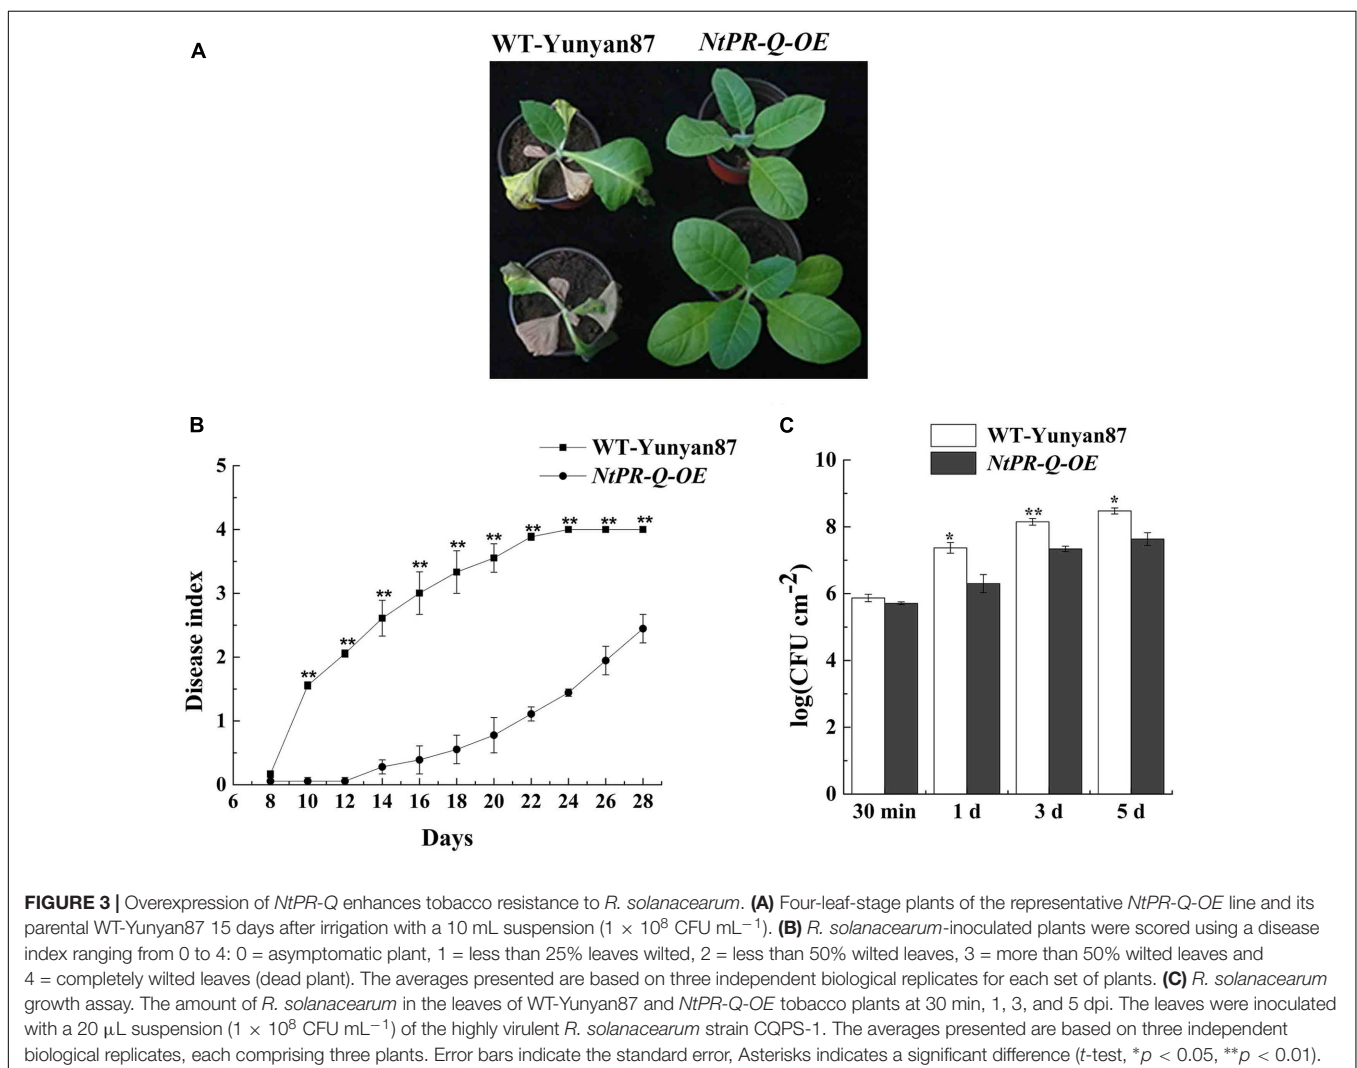 A
WT-Yunyan87 NtPR-Q-OE
B
WT-Yunyan87
NtPR-Q-OE
5
4
3
2
1
0
Disease index
6 8 10 12 14 16 18 20 22 24 26 28
Days
** ** ** ** ** ** ** ** ** **
C
WT-Yunyan87
NtPR-Q-OE
10
8
6
4
2
0
log(CFU cm⁻²)
* ** *
30 min 1 d 3 d 5 d
FIGURE 3 | Overexpression of NtPR-Q enhances tobacco resistance to R. solanacearum. (A) Four-leaf-stage plants of the representative NtPR-Q-OE line and its
parental WT-Yunyan87 15 days after irrigation with a 10 mL suspension (1 × 10⁸ CFU mL⁻¹). (B) R. solanacearum-inoculated plants were scored using a disease
index ranging from 0 to 4: 0 = asymptomatic plant, 1 = less than 25% leaves wilted, 2 = less than 50% wilted leaves, 3 = more than 50% wilted leaves and
4 = completely wilted leaves (dead plant). The averages presented are based on three independent biological replicates for each set of plants. (C) R. solanacearum
growth assay. The amount of R. solanacearum in the leaves of WT-Yunyan87 and NtPR-Q-OE tobacco plants at 30 min, 1, 3, and 5 dpi. The leaves were inoculated
with a 20 μL suspension (1 × 10⁸ CFU mL⁻¹) of the highly virulent R. solanacearum strain CQPS-1. The averages presented are based on three independent
biological replicates, each comprising three plants. Error bars indicate the standard error, Asterisks indicates a significant difference (t-test, *p < 0.05, **p < 0.01).